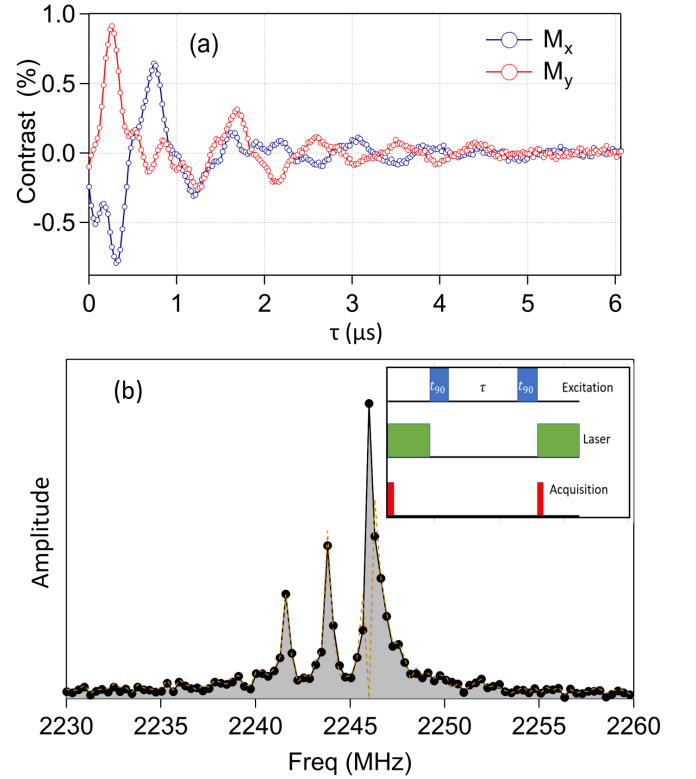 (a)
Contrast (%)
1.0
0.5
0.0
-0.5
Mx
My
0 1 2 3 4 5 6
τ (µs)
(b)
Amplitude
t90 τ t90 Excitation
Laser
Acquisition
2230 2235 2240 2245 2250 2255 2260
Freq (MHz)